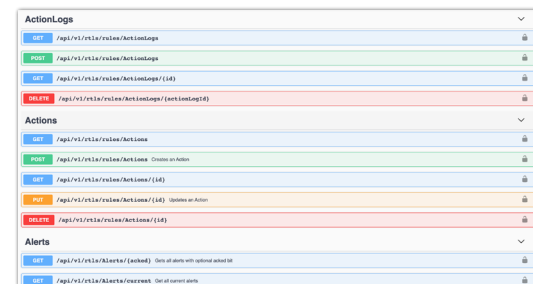 ActionLogs
GET /api/v1/rtls/rules/ActionLogs
POST /api/v1/rtls/rules/ActionLogs
GET /api/v1/rtls/rules/ActionLogs/{id}
DELETE /api/v1/rtls/rules/ActionLogs/{actionLogId}
Actions
GET /api/v1/rtls/rules/Actions
POST /api/v1/rtls/rules/Actions Creates an Action
GET /api/v1/rtls/rules/Actions/{id}
PUT /api/v1/rtls/rules/Actions/{id} Updates an Action
DELETE /api/v1/rtls/rules/Actions/{id}
Alerts
GET /api/v1/rtls/Alerts/{acked} Gets all alerts with optional acked bit
GET /api/v1/rtls/Alerts/current Get all current alerts